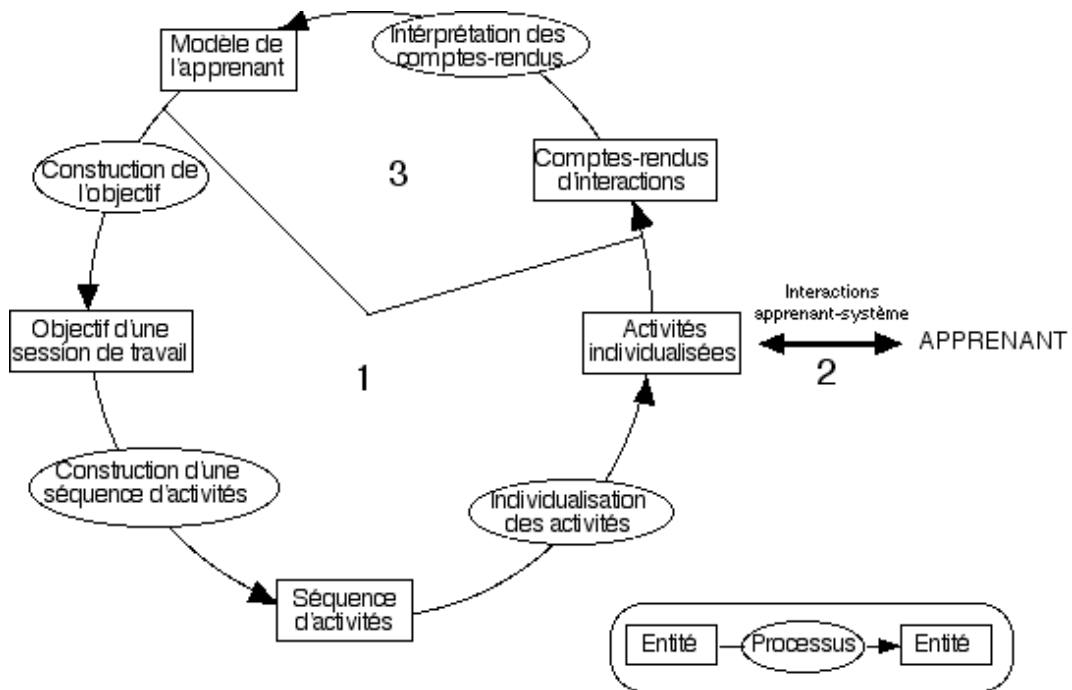 Modèle de
l'apprenant
Intérprétation des
comptes-rendus
Construction de
l'objectif
3
Comptes-rendus
d'interactions
Objectif d'une
session de travail
1
Activités
individualisées
Interactions
apprenant-système
2
APPRENANT
Construction d'une
séquence d'activités
Individualisation
des activités
Séquence
d'activités
Entité
Processus
Entité